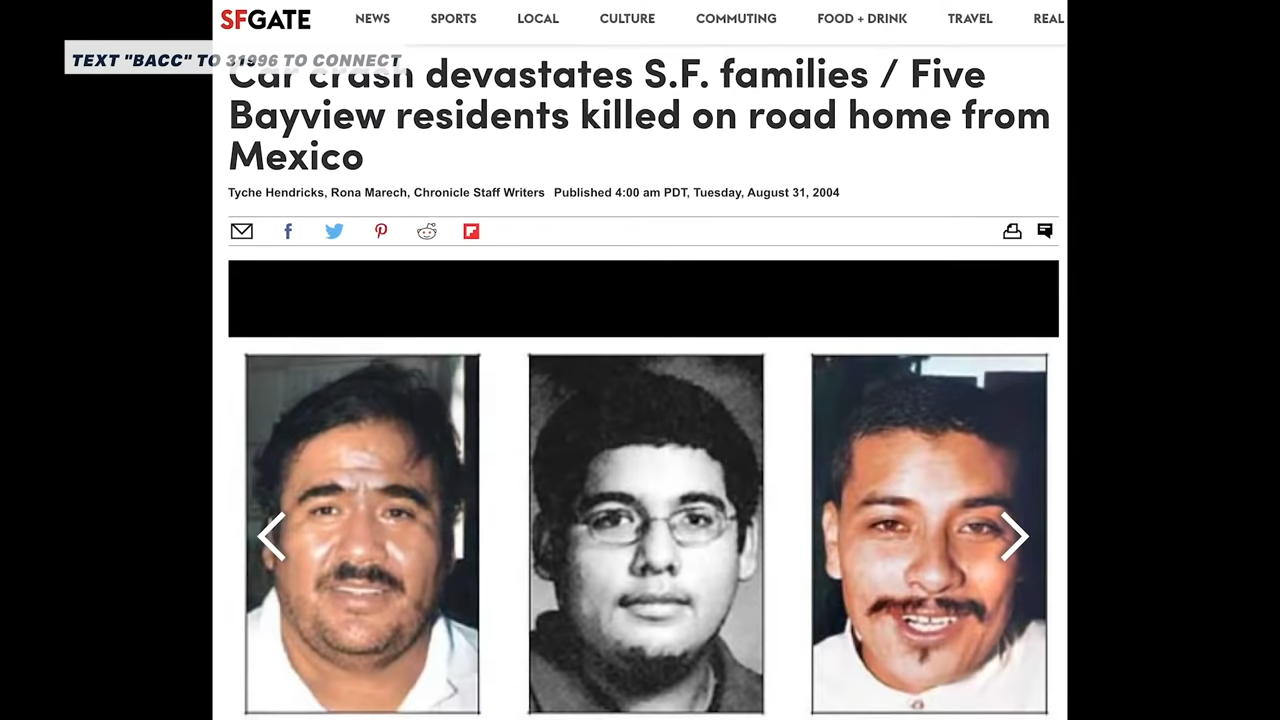 SFGATE NEWS SPORTS LOCAL CULTURE COMMUTING FOOD + DRINK TRAVEL REAL
TEXT "BACC" TO 31996 TO CONNECT
Car crash devastates S.F. families / Five
Bayview residents killed on road home from
Mexico
Tyche Hendricks, Rona Marech, Chronicle Staff Writers Published 4:00 am PDT, Tuesday, August 31, 2004